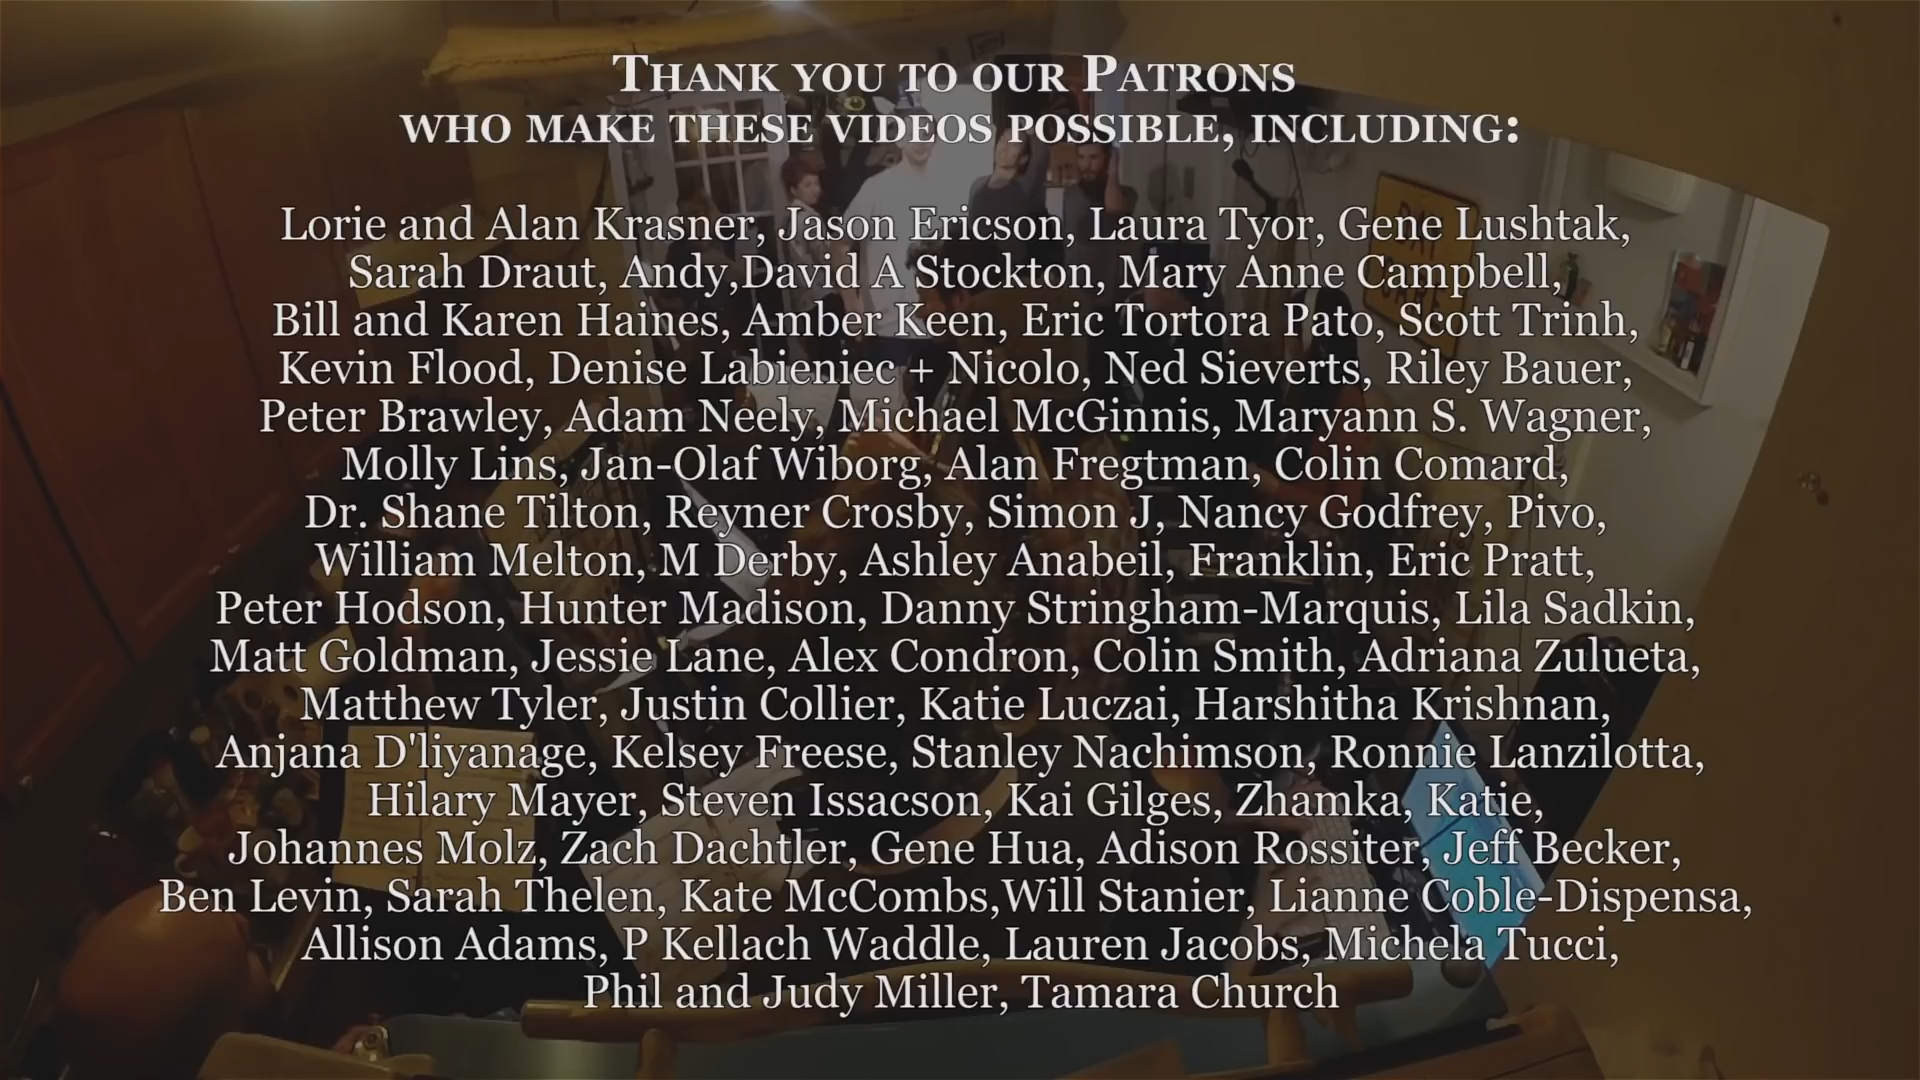 THANK YOU TO OUR PATRONS
WHO MAKE THESE VIDEOS POSSIBLE, INCLUDING:
Lorie and Alan Krasner, Jason Ericson, Laura Tyor, Gene Lushtak,
Sarah Draut, Andy,David A Stockton, Mary Anne Campbell,
Bill and Karen Haines, Amber Keen, Eric Tortora Pato, Scott Trinh,
Kevin Flood, Denise Labieniec + Nicolo, Ned Sieverts, Riley Bauer,
Peter Brawley, Adam Neely, Michael McGinnis, Maryann S. Wagner,
Molly Lins, Jan-Olaf Wiborg, Alan Fregtman, Colin Comard,
Dr. Shane Tilton, Reyner Crosby, Simon J, Nancy Godfrey, Pivo,
William Melton, M Derby, Ashley Anabeil, Franklin, Eric Pratt,
Peter Hodson, Hunter Madison, Danny Stringham-Marquis, Lila Sadkin,
Matt Goldman, Jessie Lane, Alex Condron, Colin Smith, Adriana Zulueta,
Matthew Tyler, Justin Collier, Katie Luczai, Harshitha Krishnan,
Anjana D'liyanage, Kelsey Freese, Stanley Nachimson, Ronnie Lanzilotta,
Hilary Mayer, Steven Issacson, Kai Gilges, Zhamka, Katie,
Johannes Molz, Zach Dachtler, Gene Hua, Adison Rossiter, Jeff Becker,
Ben Levin, Sarah Thelen, Kate McCombs,Will Stanier, Lianne Coble-Dispensa,
Allison Adams, P Kellach Waddle, Lauren Jacobs, Michela Tucci,
Phil and Judy Miller, Tamara Church